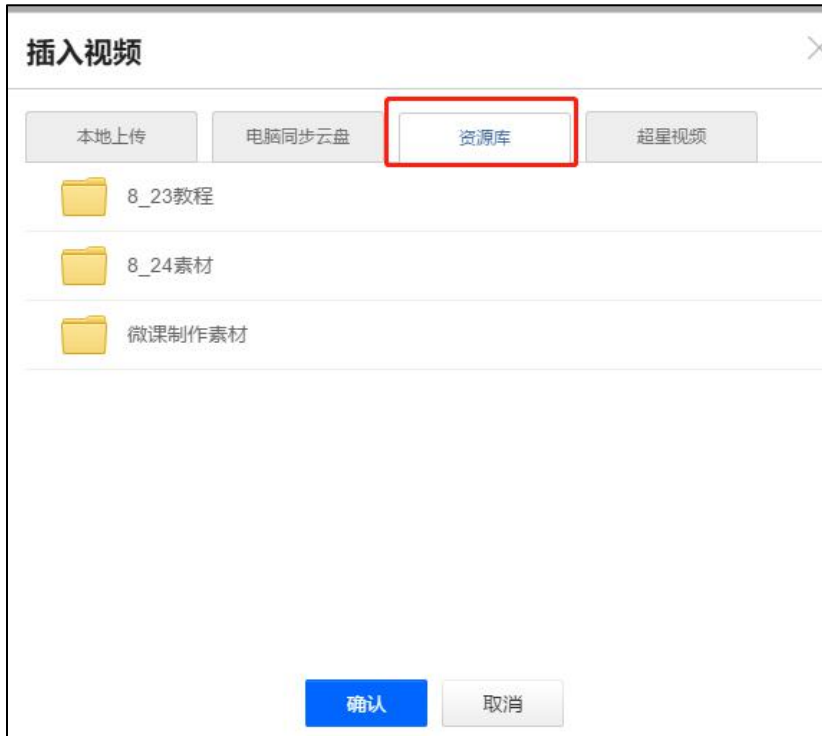 插入视频
本地上传 电脑同步云盘 资源库 超星视频
8_23教程
8_24素材
微课制作素材
确认 取消